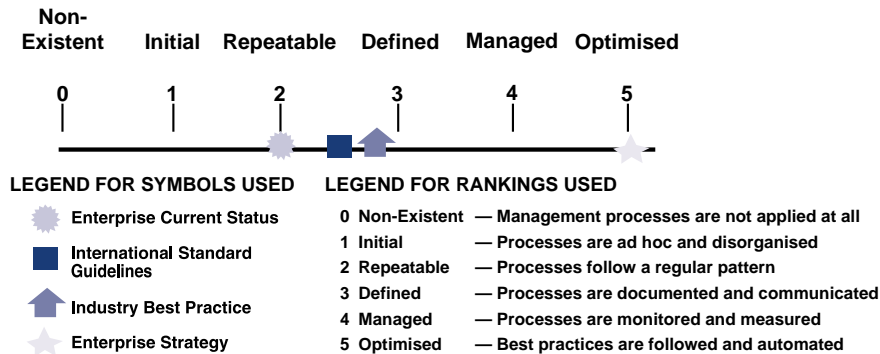 Non-
Existent Initial Repeatable Defined Managed Optimised
0 1 2 3 4 5
LEGEND FOR SYMBOLS USED
Enterprise Current Status
International Standard
Guidelines
Industry Best Practice
Enterprise Strategy
LEGEND FOR RANKINGS USED
0 Non-Existent — Management processes are not applied at all
1 Initial — Processes are ad hoc and disorganised
2 Repeatable — Processes follow a regular pattern
3 Defined — Processes are documented and communicated
4 Managed — Processes are monitored and measured
5 Optimised — Best practices are followed and automated